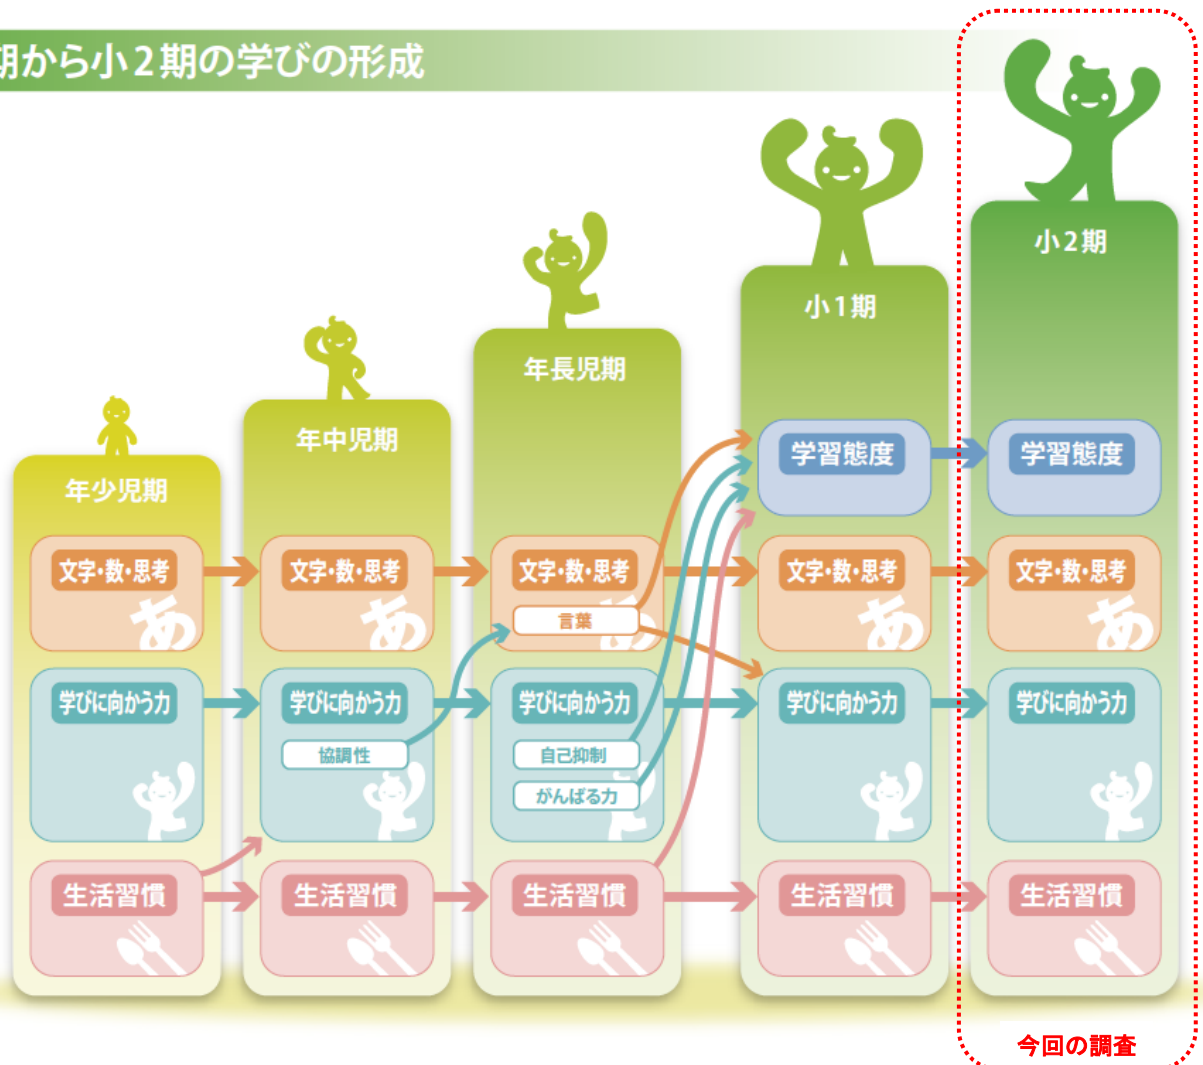 期から小2期の学びの形成
年少児期
文字・数・思考
あ
学びに向かう力
生活習慣
年中児期
文字・数・思考
あ
学びに向かう力
協調性
生活習慣
年長児期
文字・数・思考
言葉
あ
学びに向かう力
自己抑制
がんばる力
生活習慣
小1期
学習態度
文字・数・思考
あ
学びに向かう力
生活習慣
小2期
学習態度
文字・数・思考
あ
学びに向かう力
生活習慣
今回の調査